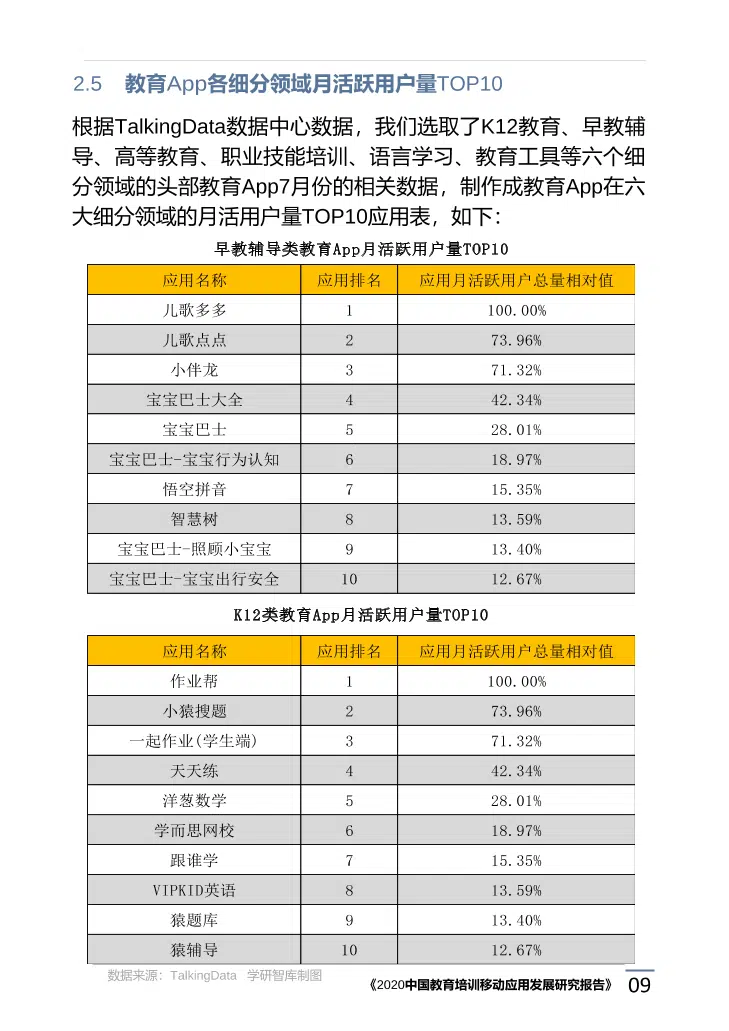 2.5 教育App各细分领域月活跃用户量TOP10
根据TalkingData数据中心数据，我们选取了K12教育、早教辅
导、高等教育、职业技能培训、语言学习、教育工具等六个细
分领域的头部教育App7月份的相关数据，制作成教育App在六
大细分领域的月活用户量TOP10应用表，如下：
早教辅导类教育App月活跃用户量TOP10
应用名称 应用排名 应用月活跃用户总量相对值
儿歌多多 1 100.00%
儿歌点点 2 73.96%
小伴龙 3 71.32%
宝宝巴士大全 4 42.34%
宝宝巴士 5 28.01%
宝宝巴士-宝宝行为认知 6 18.97%
悟空拼音 7 15.35%
智慧树 8 13.59%
宝宝巴士-照顾小宝宝 9 13.40%
宝宝巴士-宝宝出行安全 10 12.67%
K12类教育App月活跃用户量TOP10
应用名称 应用排名 应用月活跃用户总量相对值
作业帮 1 100.00%
小猿搜题 2 73.96%
一起作业(学生端) 3 71.32%
天天练 4 42.34%
洋葱数学 5 28.01%
学而思网校 6 18.97%
跟谁学 7 15.35%
VIPKID英语 8 13.59%
猿题库 9 13.40%
猿辅导 10 12.67%
数据来源：TalkingData 学研智库制图
《2020中国教育培训移动应用发展研究报告》 09